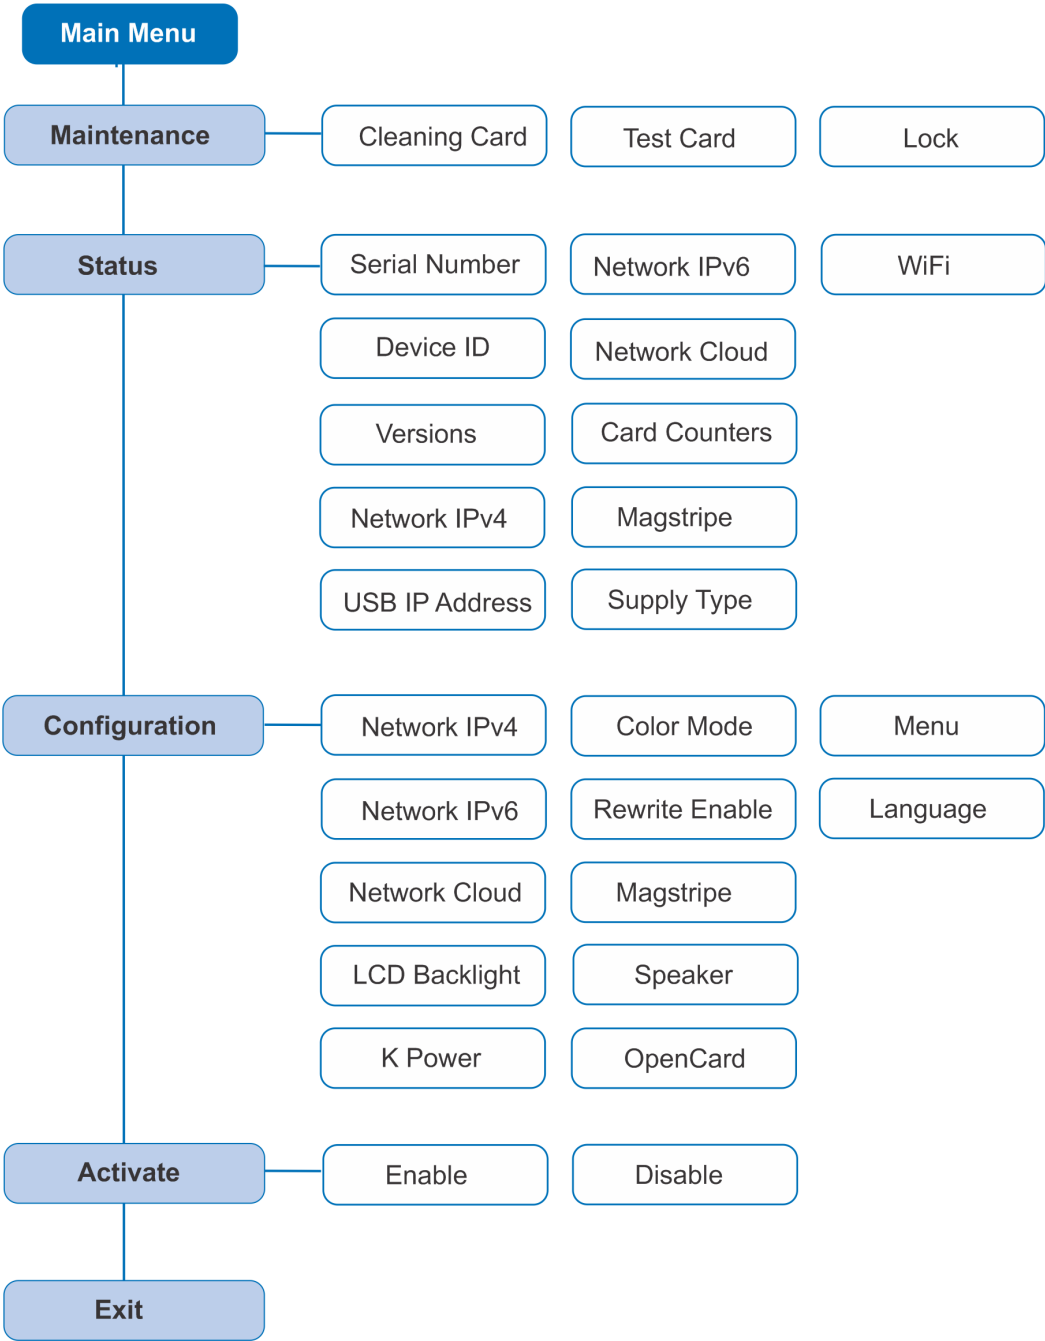 Main Menu
Maintenance
Cleaning Card
Test Card
Lock
Status
Serial Number
Network IPv6
WiFi
Device ID
Network Cloud
Versions
Card Counters
Network IPv4
Magstripe
USB IP Address
Supply Type
Configuration
Network IPv4
Color Mode
Menu
Network IPv6
Rewrite Enable
Language
Network Cloud
Magstripe
LCD Backlight
Speaker
K Power
OpenCard
Activate
Enable
Disable
Exit